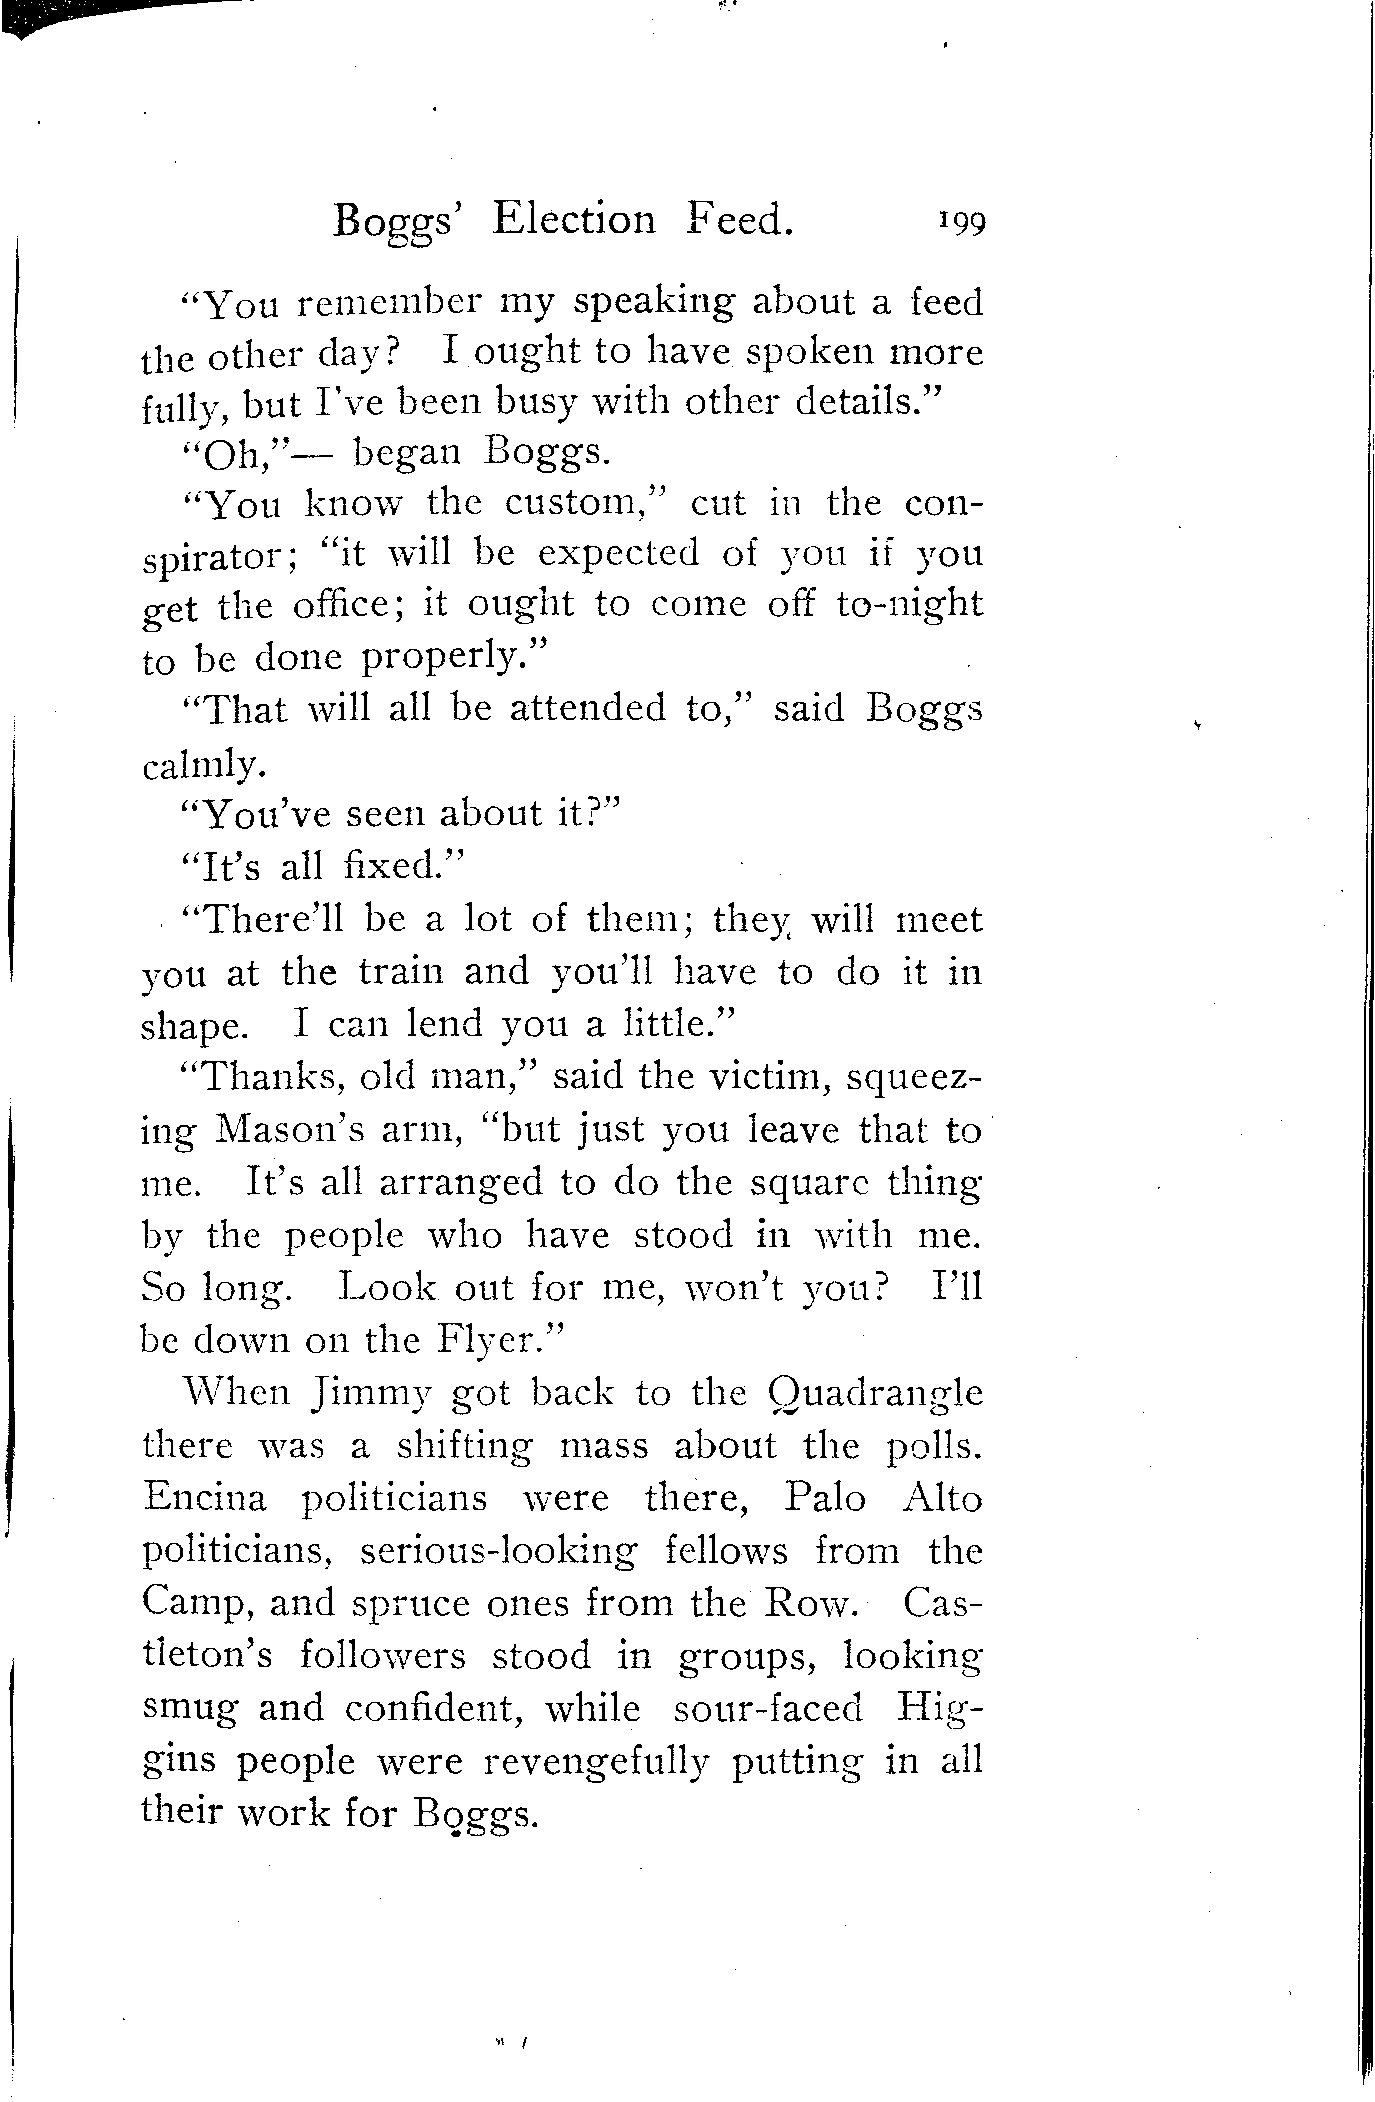 Boggs' Election Feed. 199
"You remember my speaking about a feed
the other day? I ought to have spoken more
fully, but I've been busy with other details."
"Oh,"— began Boggs.
"You know the custom," cut in the con-
spirator; "it will be expected of you if you
get the office; it ought to come off to-night
to be done properly."
"That will all be attended to," said Boggs
calmly.
"You've seen about it?"
"It's all fixed."
"There'll be a lot of them; they will meet
you at the train and you'll have to do it in
shape. I can lend you a little."
"Thanks, old man," said the victim, squeez-
ing Mason's arm, "but just you leave that to
me. It's all arranged to do the square thing
by the people who have stood in with me.
So long. Look out for me, won't you? I'll
be down on the Flyer."
When Jimmy got back to the Quadrangle
there was a shifting mass about the polls.
Encina politicians were there, Palo Alto
politicians, serious-looking fellows from the
Camp, and spruce ones from the Row. Cas-
tleton's followers stood in groups, looking
smug and confident, while sour-faced Hig-
gins people were revengefully putting in all
their work for Boggs.